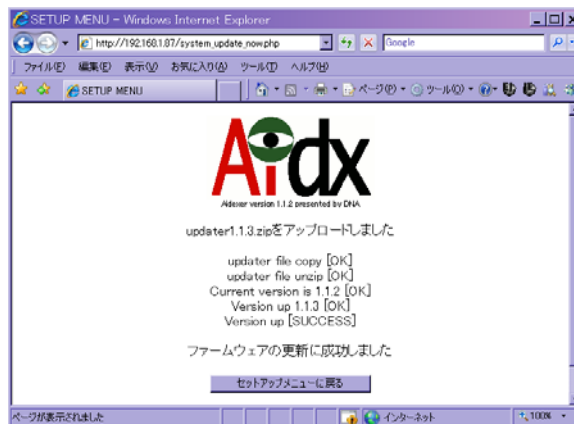 SETUP MENU - Windows Internet Explorer
http://192.168.1.87/system_update_now.php
Google
ファイル(F) 編集(E) 表示(V) お気に入り(A) ツール(T) ヘルプ(H)
SETUP MENU
ページ(P) ツール(O)
Aidx
Aidexer version 1.1.2 presented by DNA
updater1.1.3.zipをアップロードしました
updater file copy [OK]
updater file unzip [OK]
Current version is 1.1.2 [OK]
Version up 1.1.3 [OK]
Version up [SUCCESS]
ファームウェアの更新に成功しました
セットアップメニューに戻る
ページが表示されました
インターネット
100%